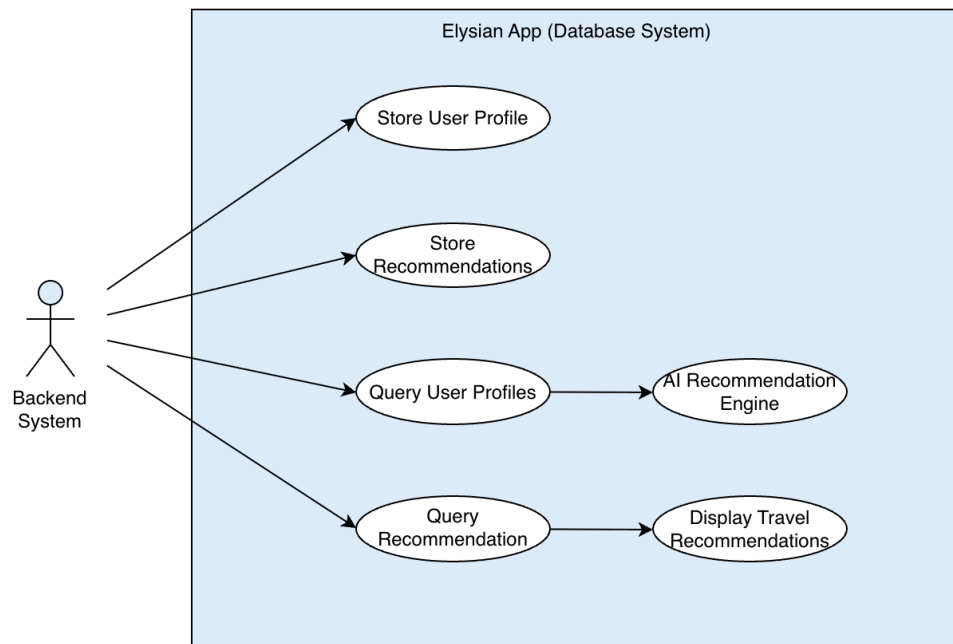 Elysian App (Database System)
Store User Profile
Store
Recommendations
Backend
System
Query User Profiles
AI Recommendation
Engine
Query
Recommendation
Display Travel
Recommendations